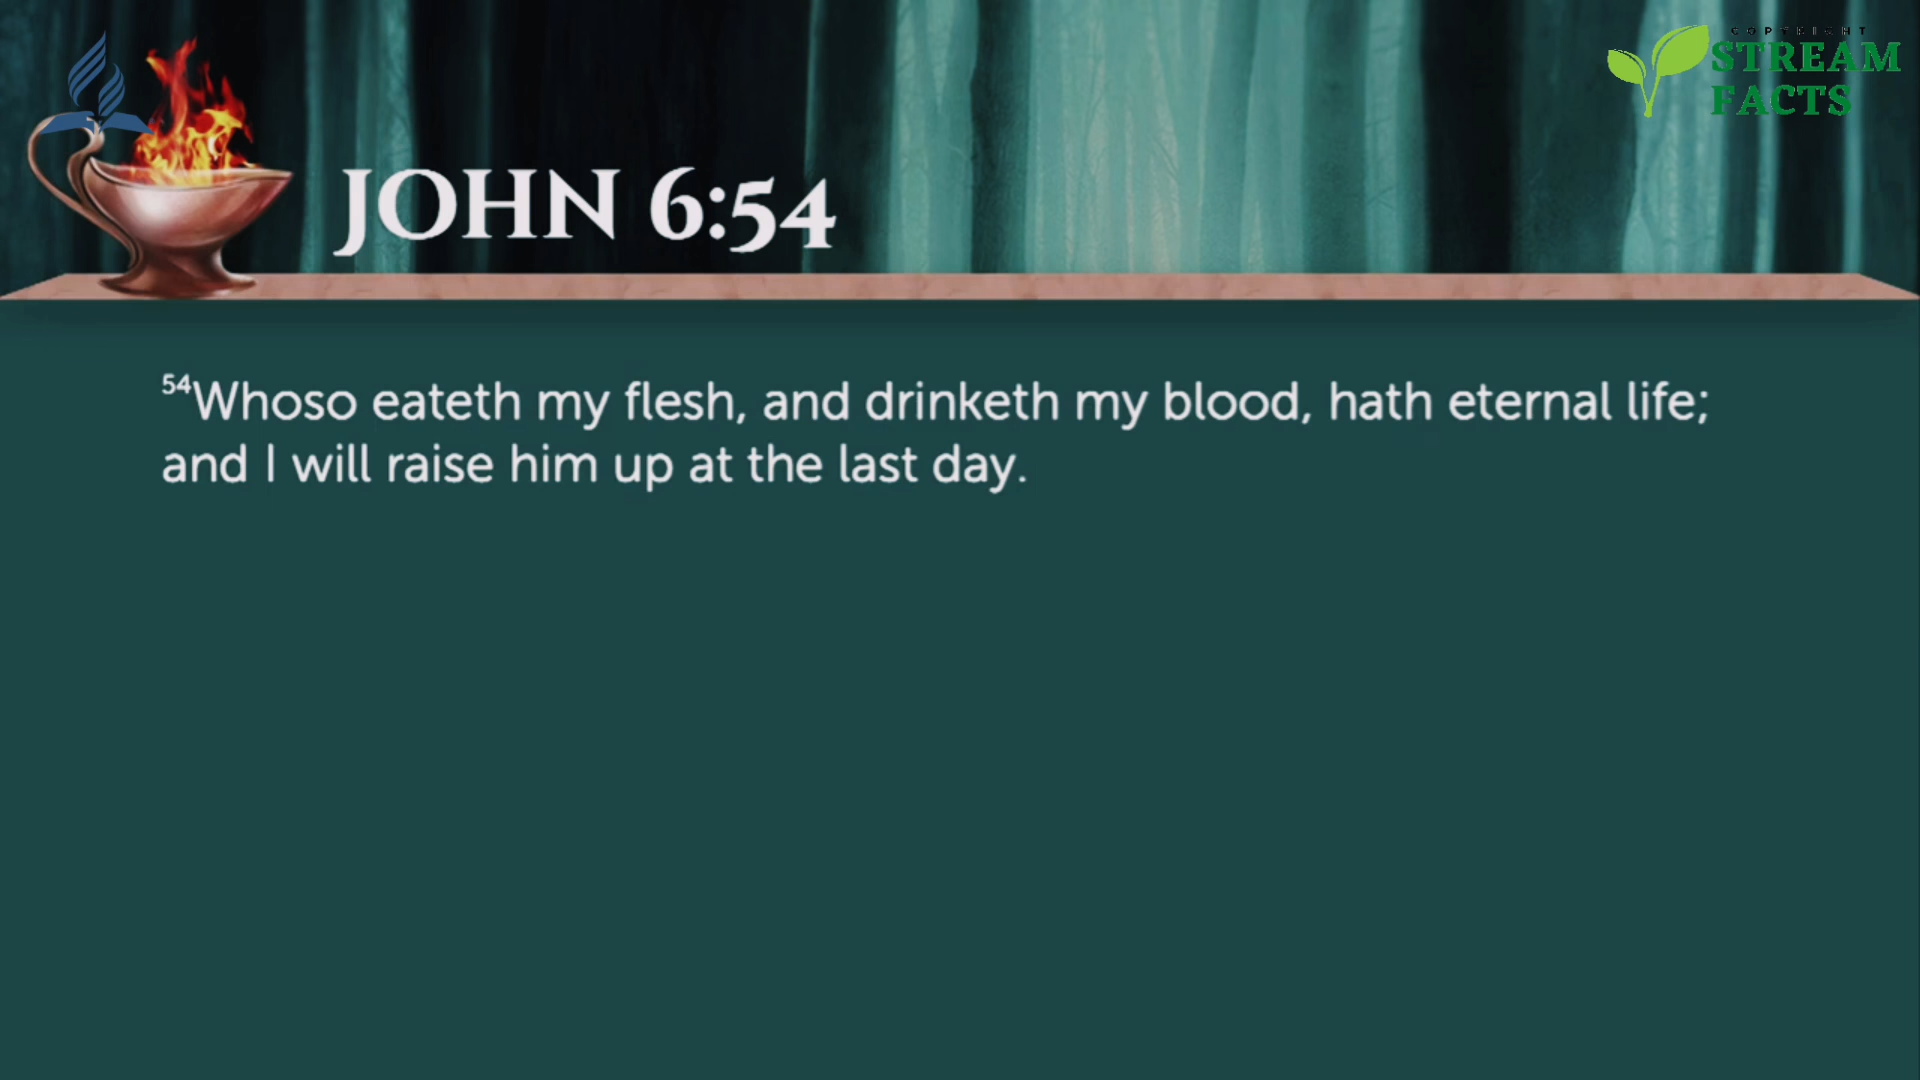 COPYRIGHT
STREAM
FACTS
JOHN 6:54
54Whoso eateth my flesh, and drinketh my blood, hath eternal life;
and I will raise him up at the last day.